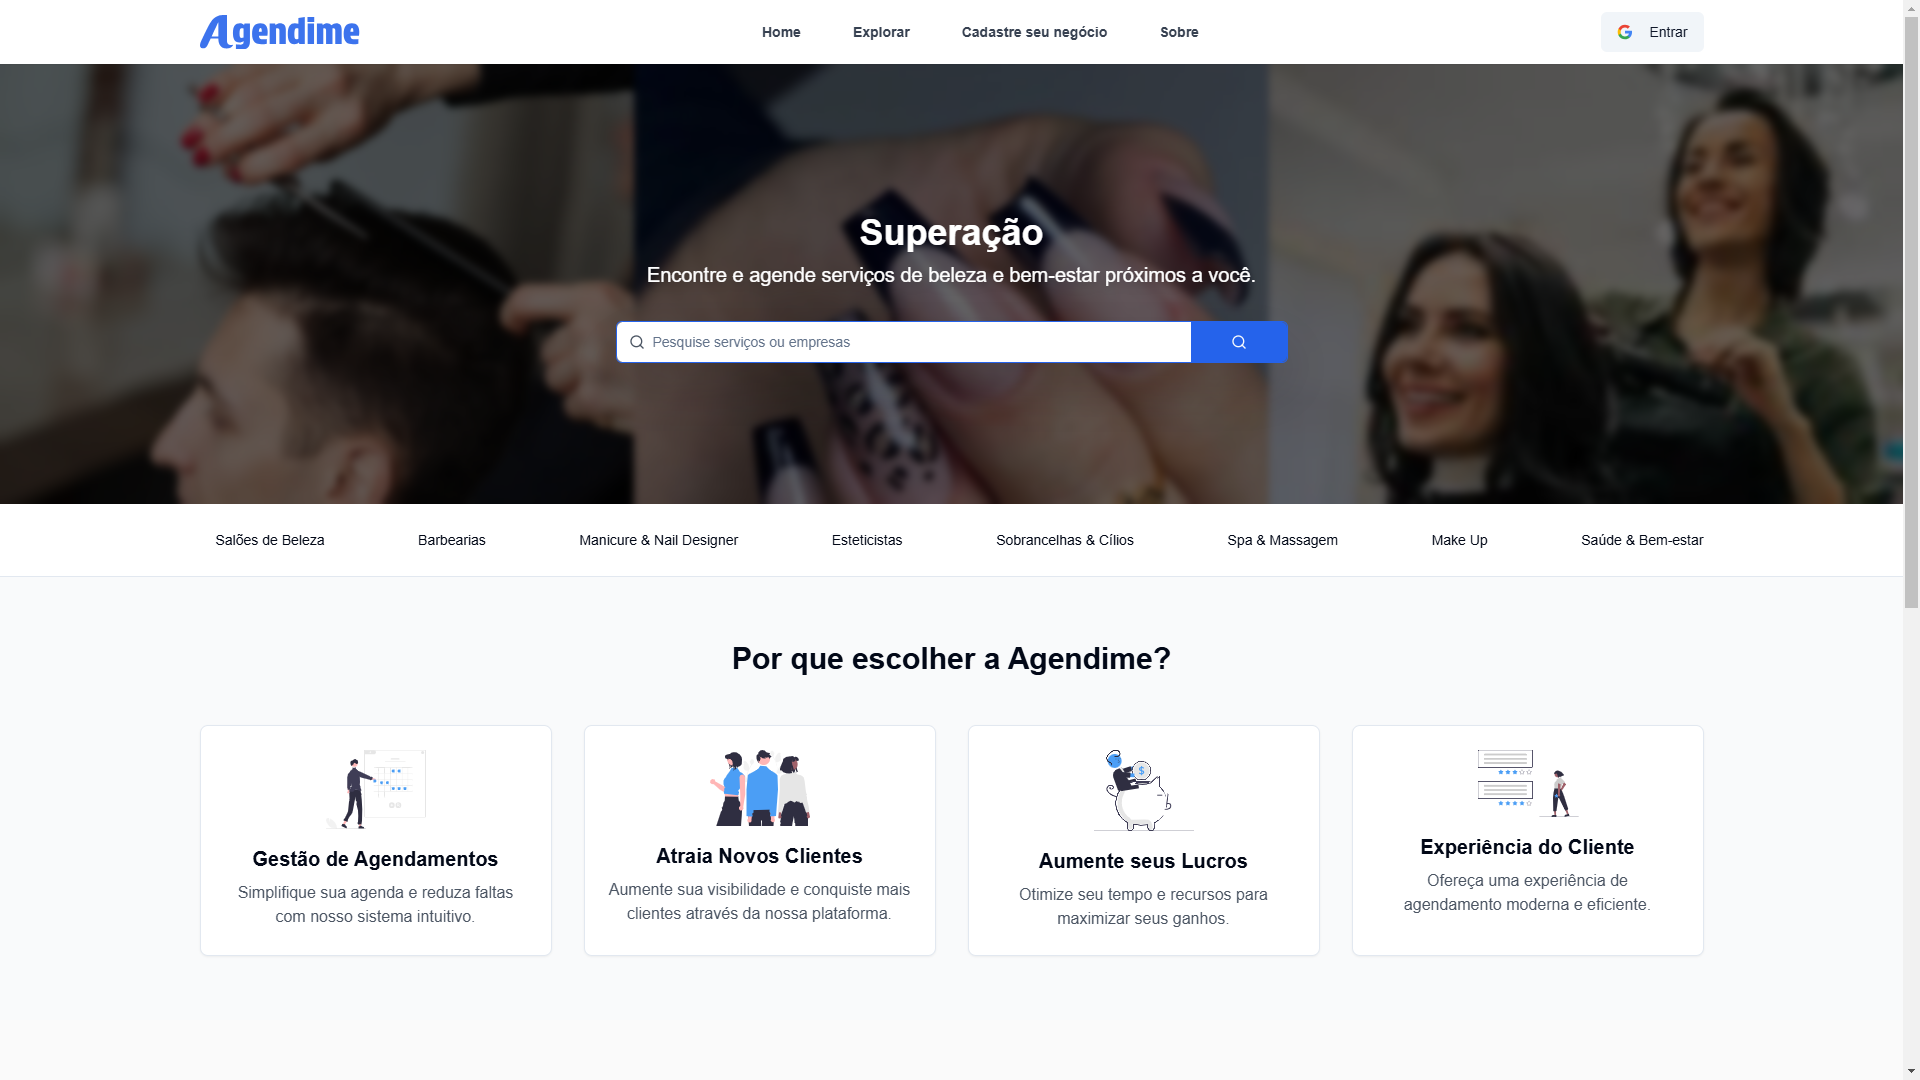 Agendime
Home
Explorar
Cadastre seu negócio
Sobre
Entrar
Superação
Encontre e agende serviços de beleza e bem-estar próximos a você.
Pesquise serviços ou empresas
Salões de Beleza
Barbearias
Manicure & Nail Designer
Esteticistas
Sobrancelhas & Cílios
Spa & Massagem
Make Up
Saúde & Bem-estar
Por que escolher a Agendime?
Gestão de Agendamentos
Simplifique sua agenda e reduza faltas
com nosso sistema intuitivo.
Atraia Novos Clientes
Aumente sua visibilidade e conquiste mais
clientes através da nossa plataforma.
Aumente seus Lucros
Otimize seu tempo e recursos para
maximizar seus ganhos.
Experiência do Cliente
Ofereça uma experiência de
agendamento moderna e eficiente.